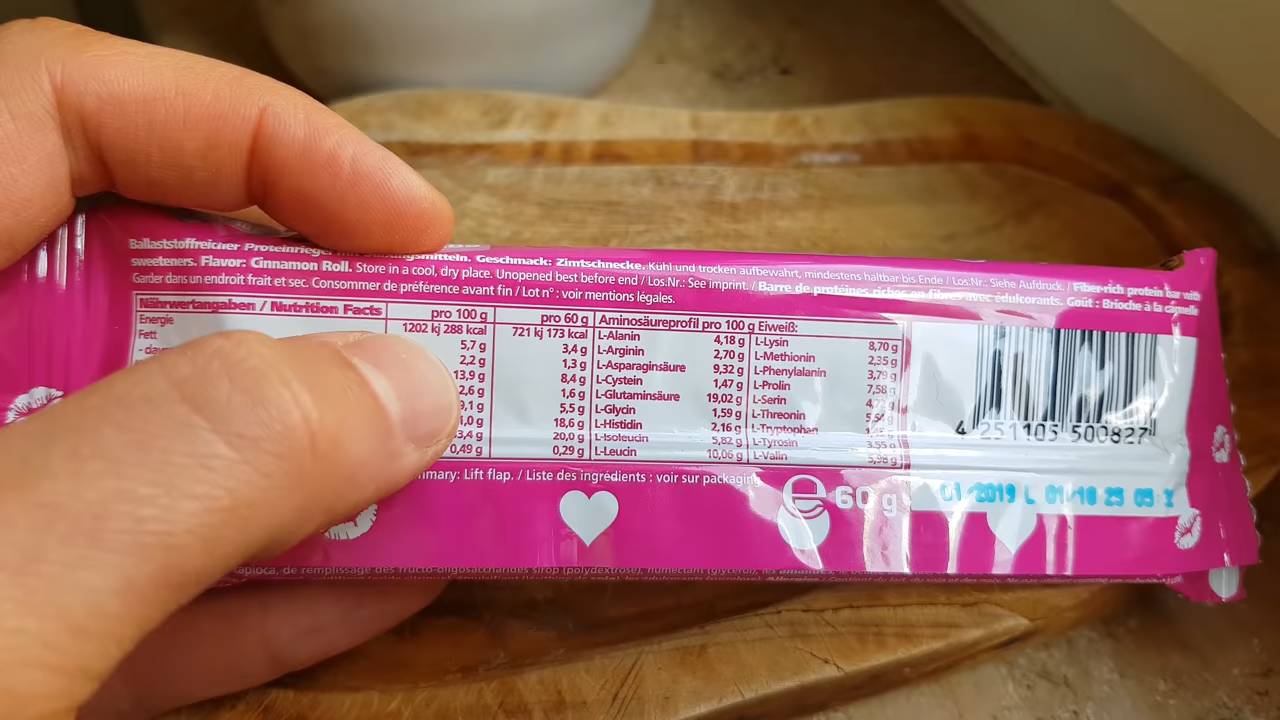 Ballaststoffreicher Proteinriegel Süßungsmitteln. Geschmack: Zimtschnecke. Kühl und trocken aufbewahrt, mindestens haltbar bis Ende / Los.Nr.: Siehe Aufdruck. / Fiber-rich protein bar with
sweeteners. Flavor: Cinnamon Roll. Store in a cool, dry place. Unopened best before end / Los.Nr.: See imprint. / Barre de protéines riches en fibres avec édulcorants. Goût : Brioche à la cannelle
Garder dans un endroit frais et sec. Consommer de préférence avant fin / Lot n° : voir mentions légales.
Nährwertangaben / Nutrition Facts pro 100 g pro 60 g Aminosäureprofil pro 100 g Eiweiß:
Energie 1202 kj 288 kcal 721 kj 173 kcal L-Alanin 4,18 g L-Lysin 8,70 g
Fett 5,7 g 3,4 g L-Arginin 2,70 g L-Methionin 2,35 g
2,2 g 1,3 g L-Asparaginsäure 9,32 g L-Phenylalanin 3,79 g
13,9 g 8,4 g L-Cystein 1,47 g L-Prolin 7,58 g
2,6 g 1,6 g L-Glutaminsäure 19,02 g L-Serin
9,1 g 5,5 g L-Glycin 1,59 g L-Threonin
1,0 g 18,6 g L-Histidin 2,16 g L-Tryptophan
3,4 g 20,0 g L-Isoleucin 5,82 g L-Tyrosin 3,55 g
0,49 g 0,29 g L-Leucin 10,06 g L-Valin 5,98 g
4 251105 500827
Lift flap. / Liste des ingrédients : voir sur packaging
e 60 g
01 2019 L 01 18 23 05
de remplissage des fructo-oligosaccharides sirop (polydextrose), humectant (glycérol), les